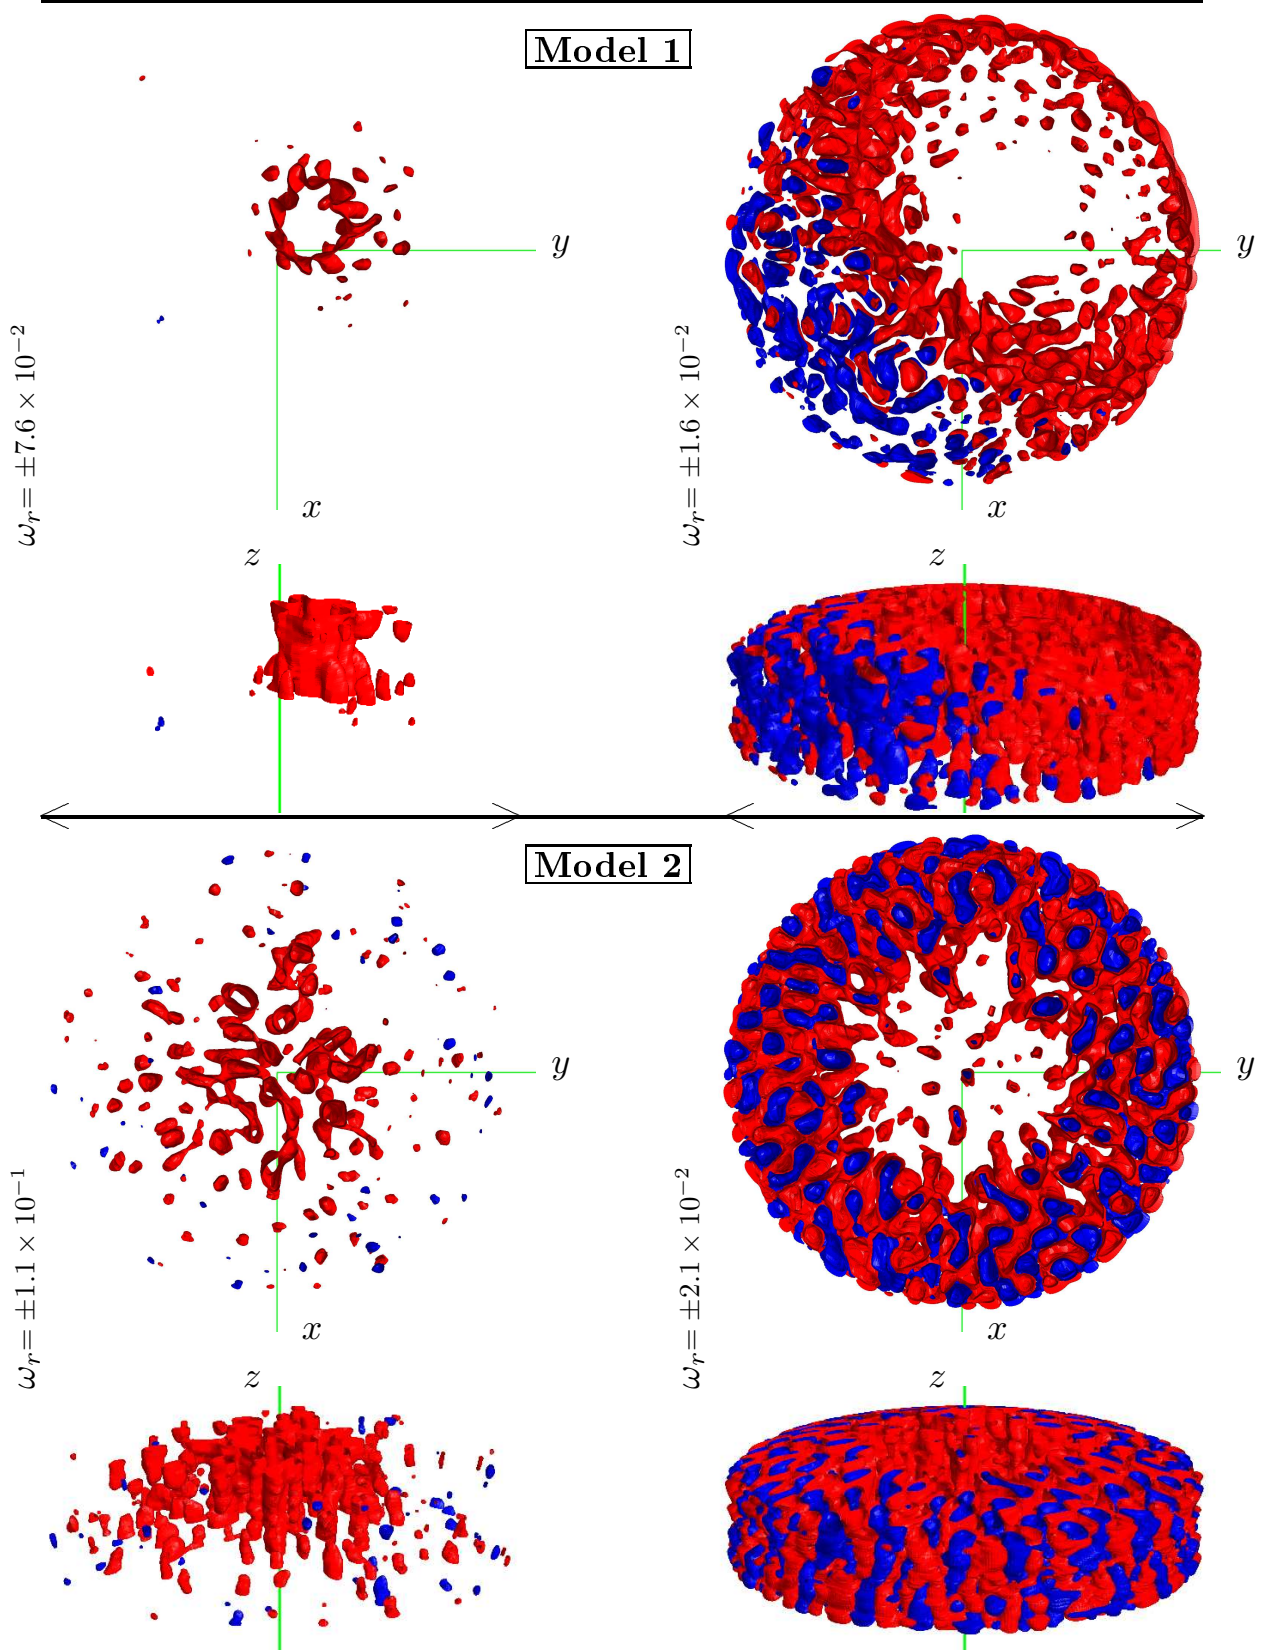 Model 1
y
x
ω_r = ±7.6 × 10⁻²
z
y
x
ω_r = ±1.6 × 10⁻²
z
Model 2
y
x
ω_r = ±1.1 × 10⁻¹
z
y
x
ω_r = ±2.1 × 10⁻²
z